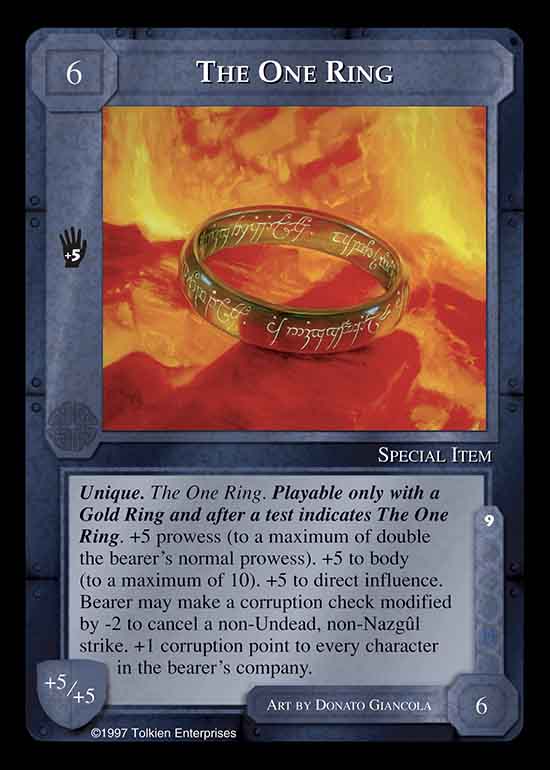 6
THE ONE RING
+5
SPECIAL ITEM
Unique. The One Ring. Playable only with a
Gold Ring and after a test indicates The One
Ring. +5 prowess (to a maximum of double
the bearer's normal prowess). +5 to body
(to a maximum of 10). +5 to direct influence.
Bearer may make a corruption check modified
by -2 to cancel a non-Undead, non-Nazgûl
strike. +1 corruption point to every character
in the bearer's company.
9
+5/+5
ART BY DONATO GIANCOLA
6
©1997 Tolkien Enterprises